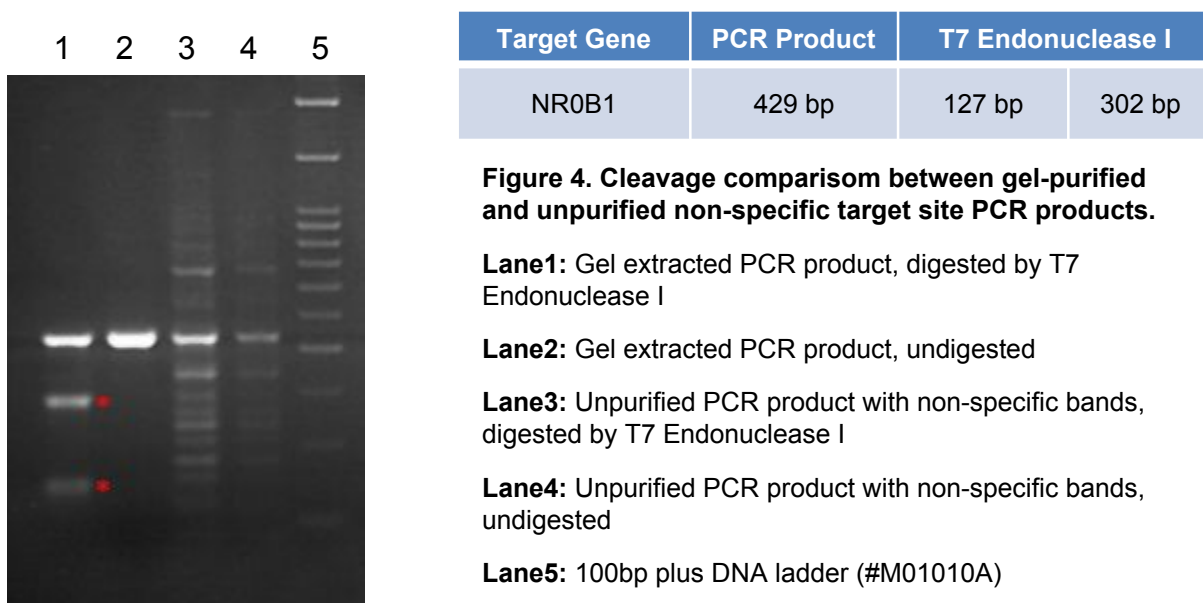 1 2 3 4 5
Target Gene PCR Product T7 Endonuclease I
NR0B1 429 bp 127 bp 302 bp
Figure 4. Cleavage comparisom between gel-purified
and unpurified non-specific target site PCR products.
Lane1: Gel extracted PCR product, digested by T7
Endonuclease I
Lane2: Gel extracted PCR product, undigested
Lane3: Unpurified PCR product with non-specific bands,
digested by T7 Endonuclease I
Lane4: Unpurified PCR product with non-specific bands,
undigested
Lane5: 100bp plus DNA ladder (#M01010A)
* 
*